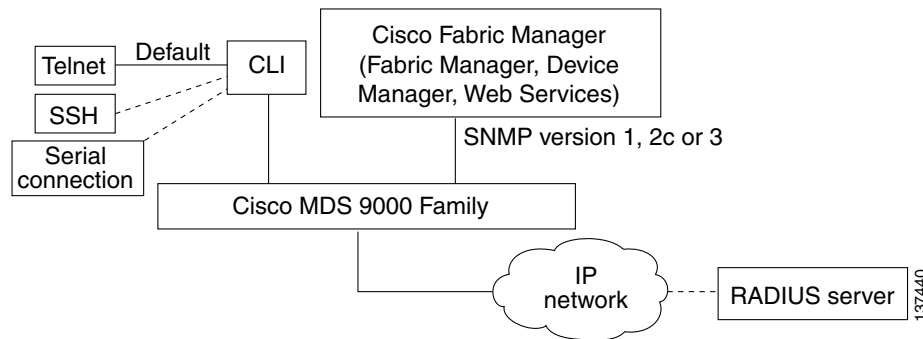 Telnet
Default
CLI
SSH
Serial
connection
Cisco Fabric Manager
(Fabric Manager, Device
Manager, Web Services)
SNMP version 1, 2c or 3
Cisco MDS 9000 Family
IP
network
RADIUS server
137440